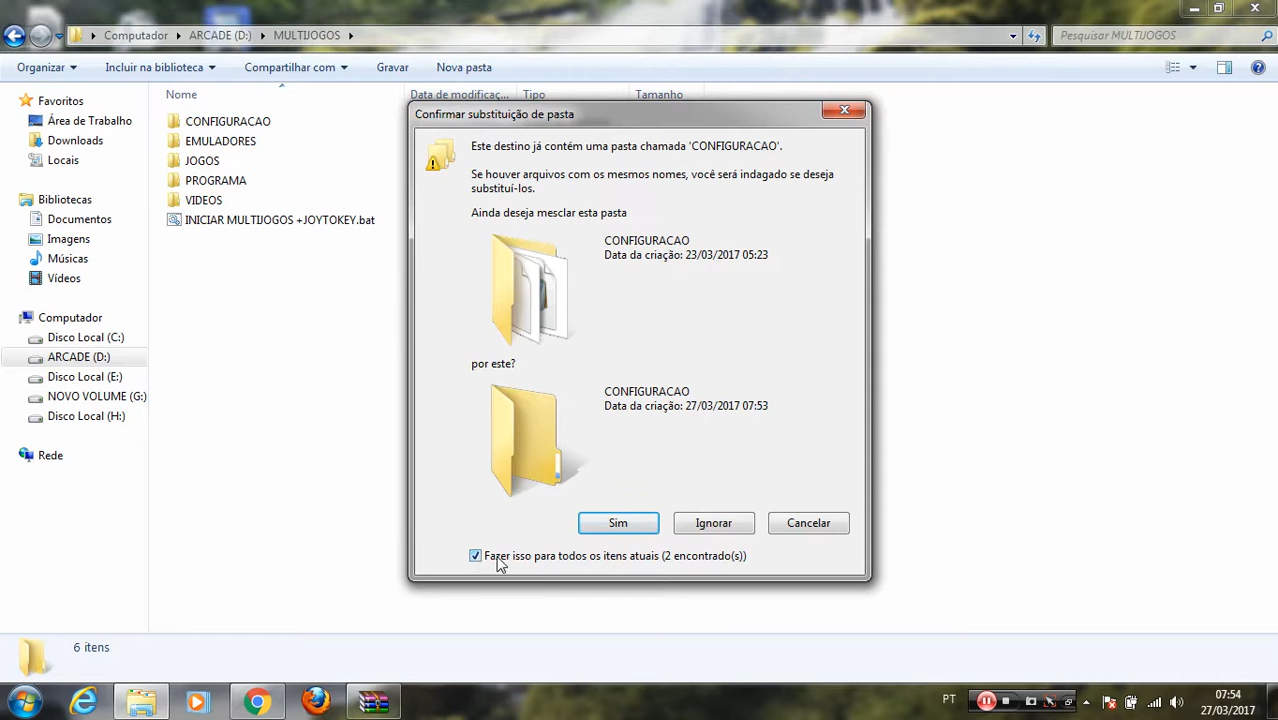 Computador
ARCADE (D:)
MULTIJOGOS
Pesquisar MULTIJOGOS
Organizar
Incluir na biblioteca
Compartilhar com
Gravar
Nova pasta
Favoritos
Área de Trabalho
Downloads
Locais
Bibliotecas
Documentos
Imagens
Músicas
Vídeos
Computador
Disco Local (C:)
ARCADE (D:)
Disco Local (E:)
NOVO VOLUME (G:)
Disco Local (H:)
Rede
Nome
Data de modificaç...
Tipo
Tamanho
CONFIGURACAO
EMULADORES
JOGOS
PROGRAMA
VIDEOS
INICIAR MULTIJOGOS +JOYTOKEY.bat
Confirmar substituição de pasta
Este destino já contém uma pasta chamada 'CONFIGURACAO'.
Se houver arquivos com os mesmos nomes, você será indagado se deseja
substituí-los.
Ainda deseja mesclar esta pasta
CONFIGURACAO
Data da criação: 23/03/2017 05:23
por este?
CONFIGURACAO
Data da criação: 27/03/2017 07:53
Sim
Ignorar
Cancelar
Fazer isso para todos os itens atuais (2 encontrado(s))
6 itens
PT
07:54
27/03/2017